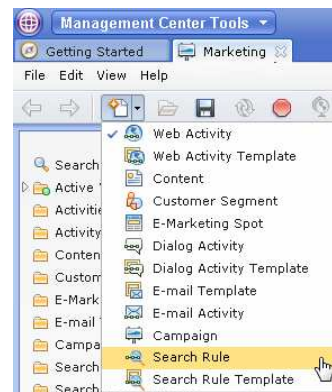 Management Center Tools
Getting Started
Marketing
File Edit View Help
Web Activity
Web Activity Template
Content
Customer Segment
E-Marketing Spot
Dialog Activity
Dialog Activity Template
E-mail Template
E-mail Activity
Campaign
Search Rule
Search Rule Template
Search
Active
Activitie
Activity
Conten
Custom
E-Mark
E-mail
Campa
Search
Search